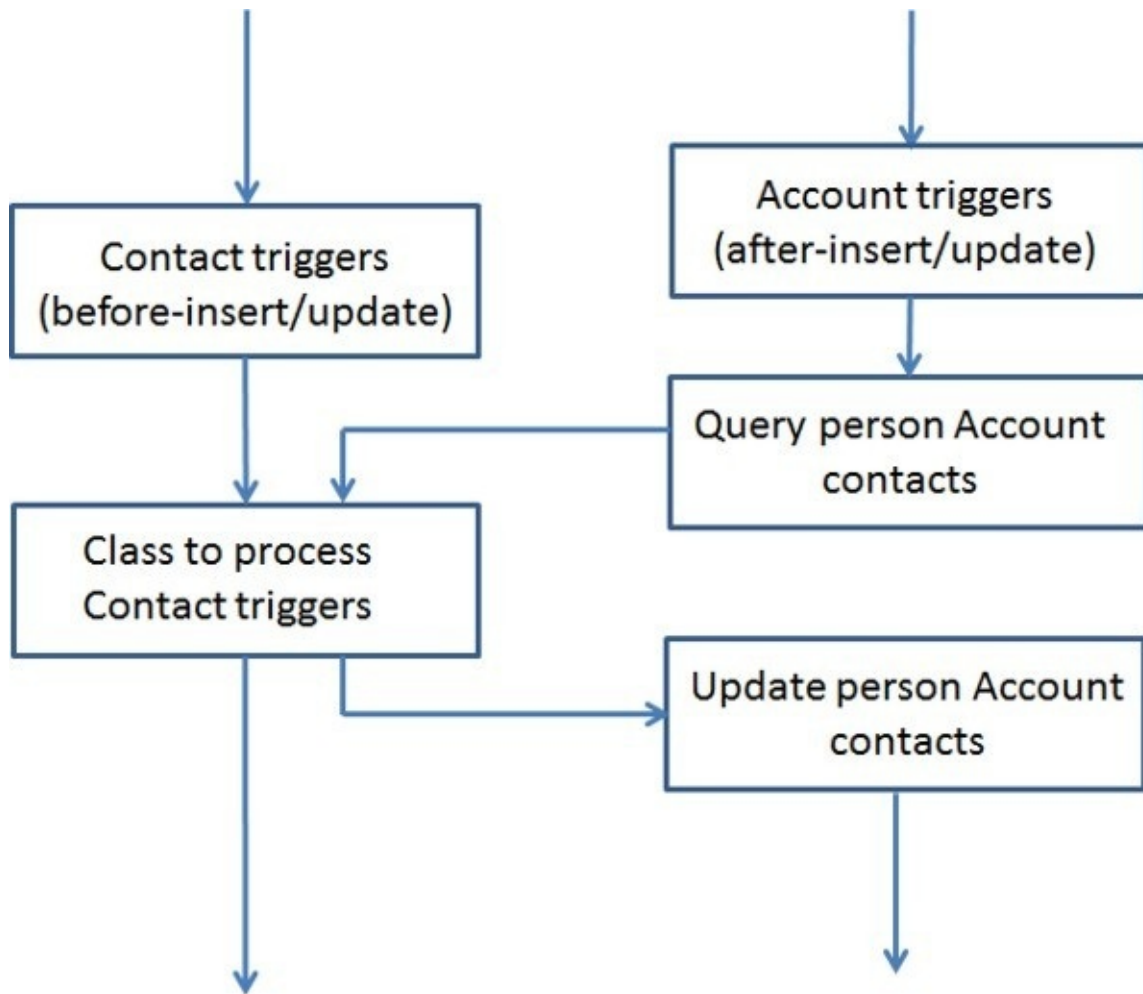 Account triggers
(after-insert/update)
Contact triggers
(before-insert/update)
Query person Account
contacts
Class to process
Contact triggers
Update person Account
contacts